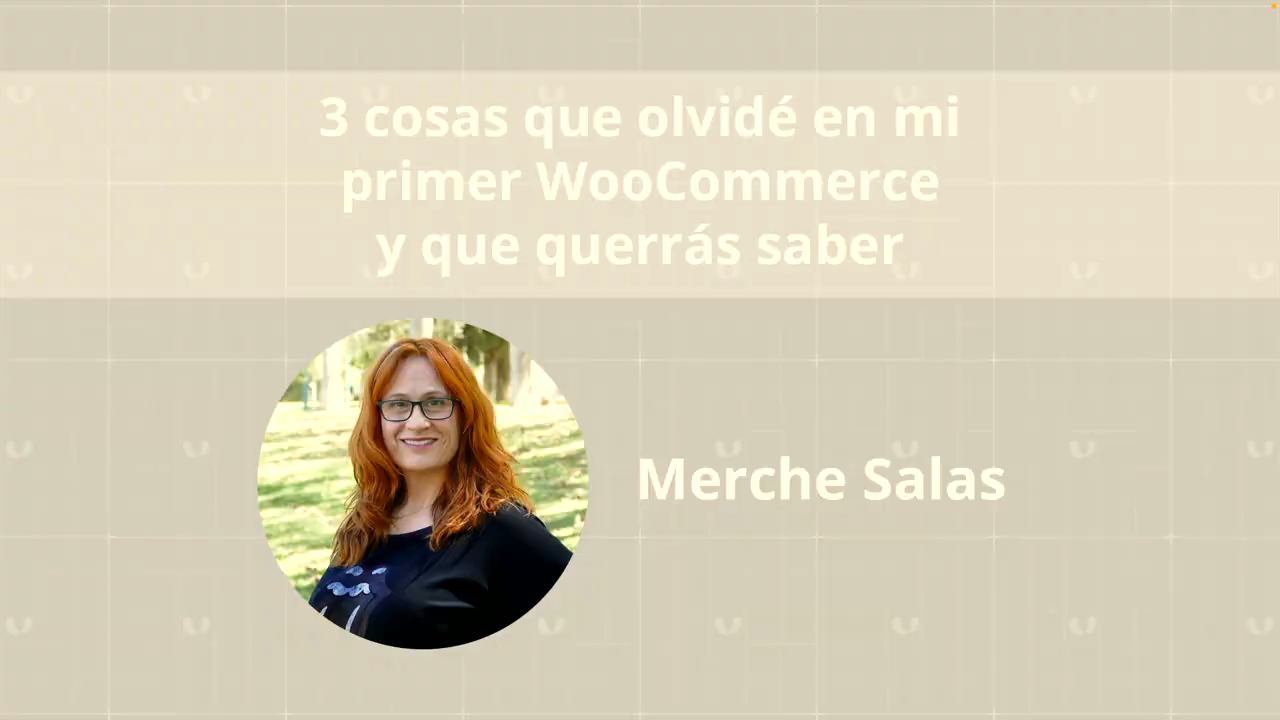 3 cosas que olvidé en mi
primer WooCommerce
y que querrás saber
Merche Salas